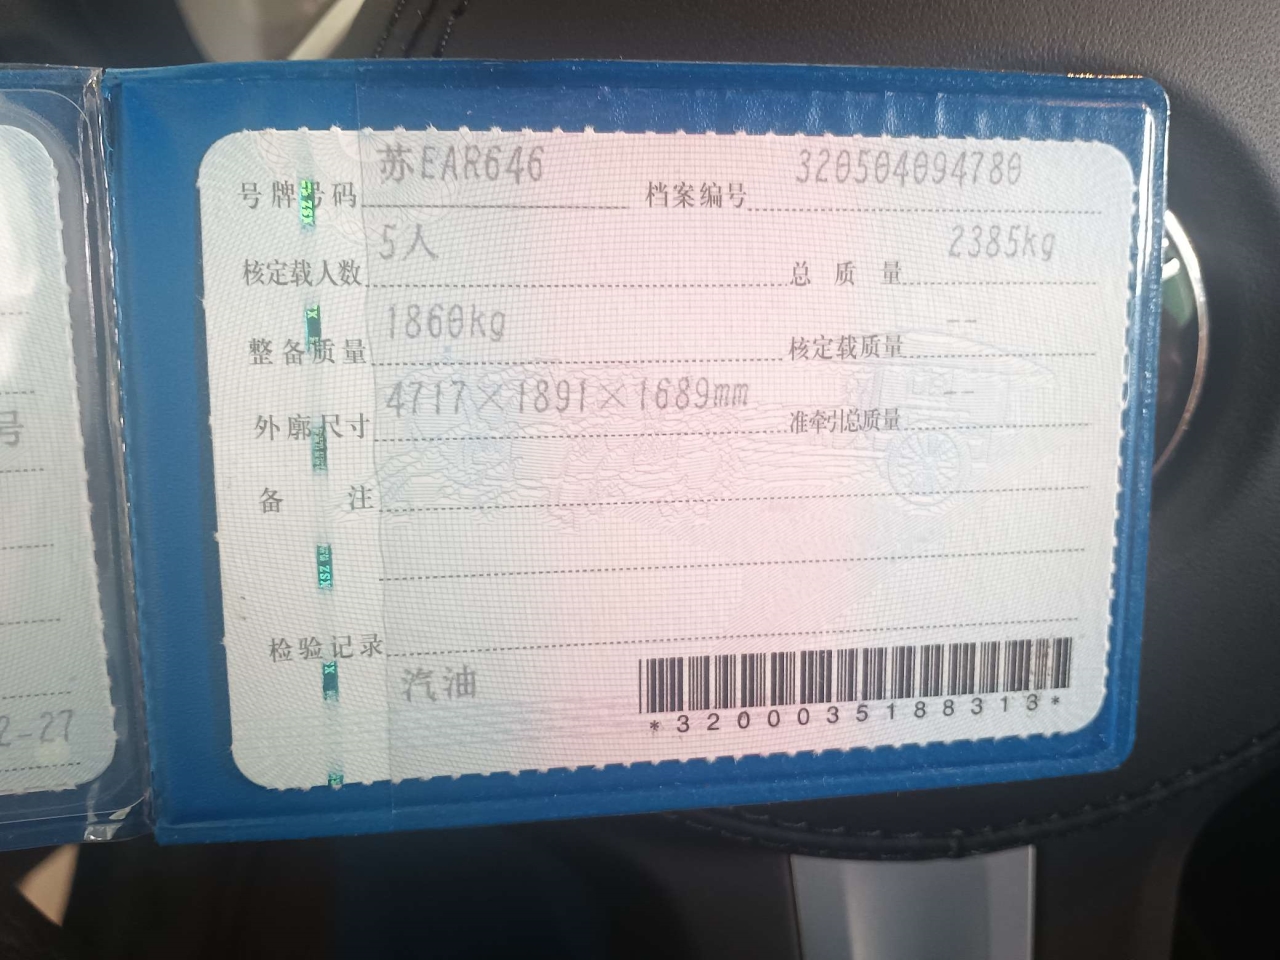 号牌号码 苏EAR646 档案编号 320504094780
核定载人数 5人 总质量 2385kg
整备质量 1860kg 核定载质量 --
外廓尺寸 4717×1891×1689mm 准牵引总质量 --
备注
检验记录
汽油
*3200035188313*
号
2-27